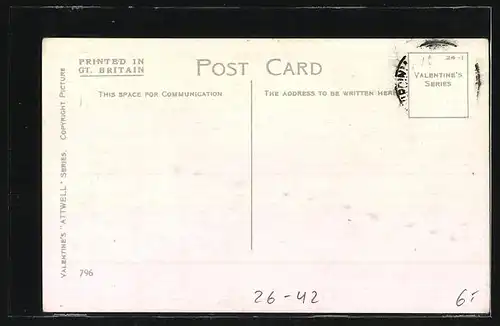 PRINTED IN
GT. BRITAIN
POST CARD
24-1
VALENTINE'S
SERIES
THIS SPACE FOR COMMUNICATION
THE ADDRESS TO BE WRITTEN HERE
VALENTINE'S "ATTWELL" SERIES. COPYRIGHT PICTURE
796
26-42
6,-